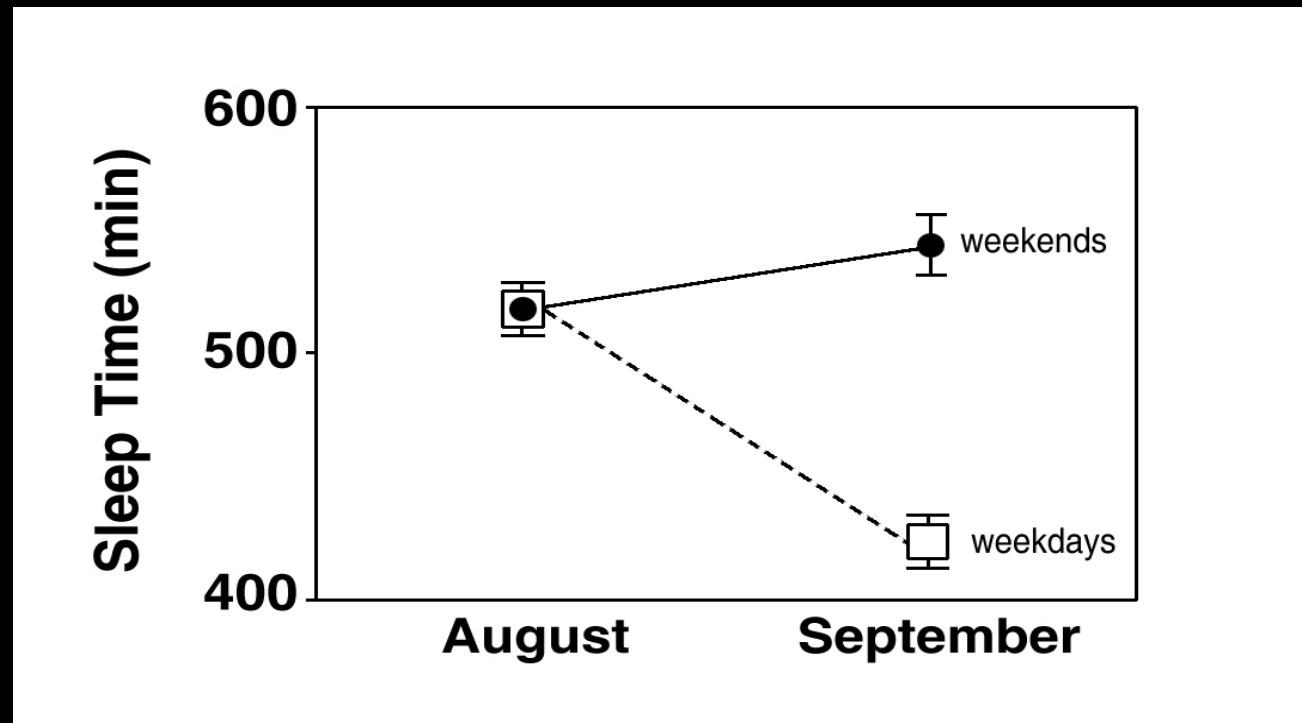 600
500
400
Sleep Time (min)
weekends
weekdays
August
September